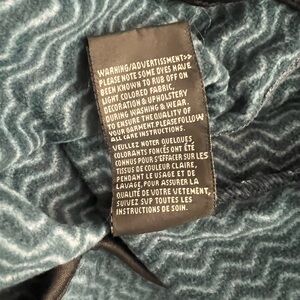 WARNING/ADVERTISSMENT>>
PLEASE NOTE SOME DYES HAVE
BEEN KNOWN TO RUB OFF ON
LIGHT COLORED FABRIC,
DECORATION & UPHOLSTERY
DURING WASHING & WEAR.
TO ENSURE THE QUALITY OF
YOUR GARMENT PLEASE FOLLOW
ALL CARE INSTRUCTIONS.
VEUILLEZ NOTER QUELQUES
COLORANTS FONCÉS ONT ÉTÉ
CONNUS POUR S'EFFACER SUR LES
TISSUS DE COULEUR CLAIRE,
PENDANT LE USAGE ET DE
LAVAGE, POUR ASSURER LA
QUALITÉ DE VOTRE VETEMENT,
SUIVEZ SUP TOUTES LES
INSTRUCTIONS DE SOIN.